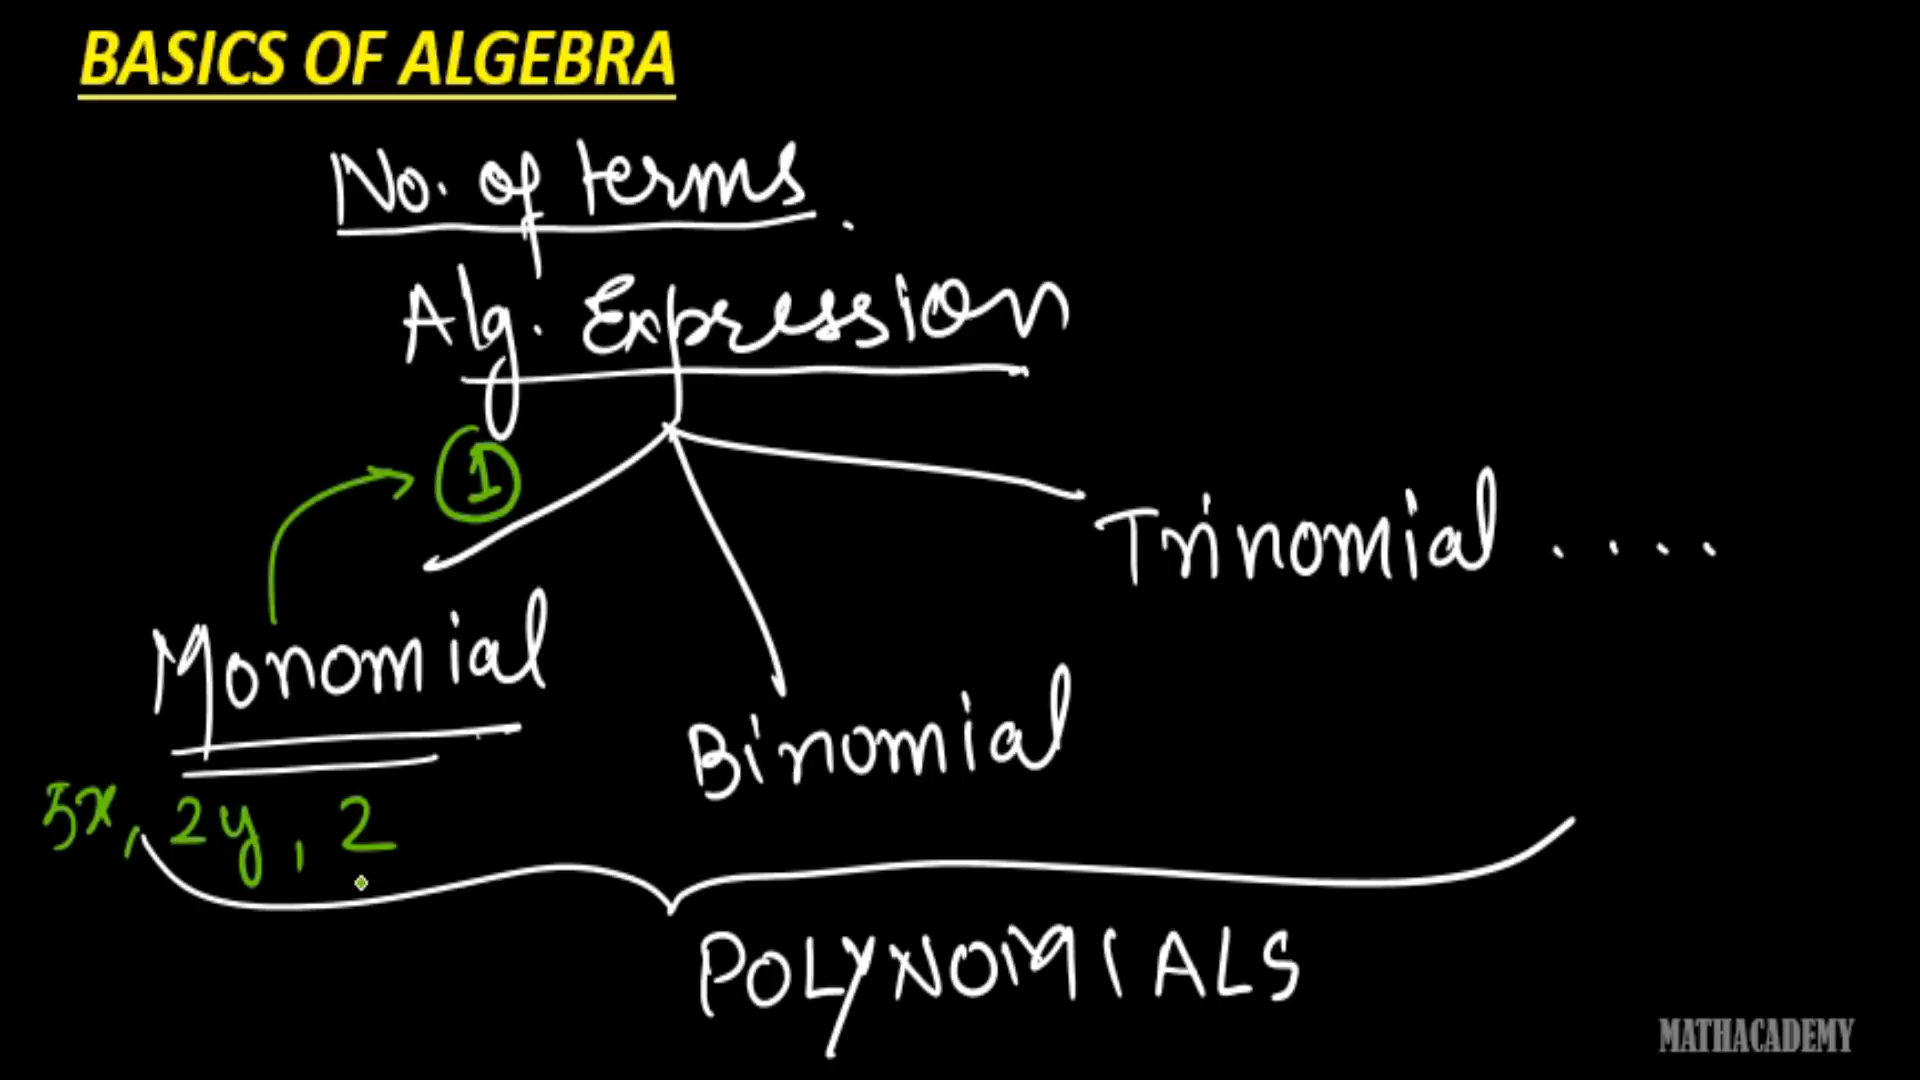 BASICS OF ALGEBRA
No. of terms.
Alg. Expression
1
Trinomial ....
Monomial
Binomial
5x, 2y, 2
POLYNOMIALS
MATHACADEMY